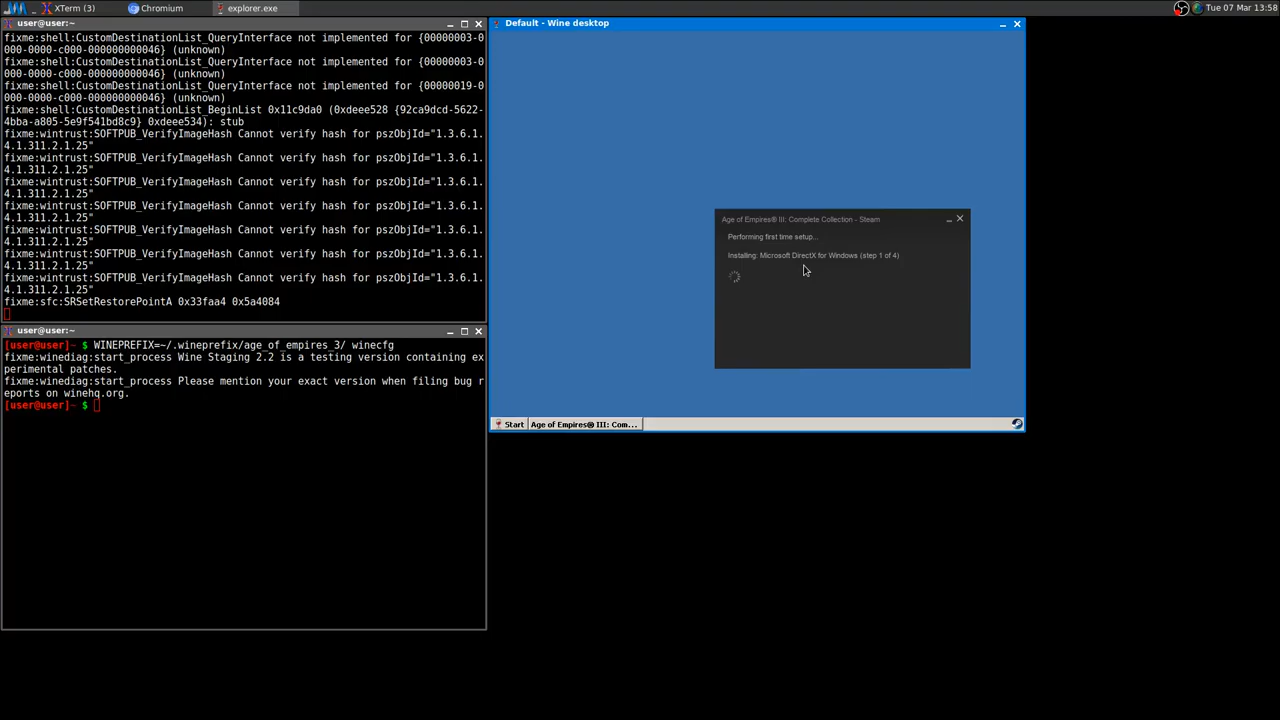 XTerm (3)
Chromium
explorer.exe
Tue 07 Mar 13:58
user@user:~
fixme:shell:CustomDestinationList_QueryInterface not implemented for {00000003-0
000-0000-c000-000000000046} (unknown)
fixme:shell:CustomDestinationList_QueryInterface not implemented for {00000003-0
000-0000-c000-000000000046} (unknown)
fixme:shell:CustomDestinationList_QueryInterface not implemented for {00000019-0
000-0000-c000-000000000046} (unknown)
fixme:shell:CustomDestinationList_BeginList 0x11c9da0 (0xdeee528 {92ca9dcd-5622-
4bba-a805-5e9f541bd8c9} 0xdeee534): stub
fixme:wintrust:SOFTPUB_VerifyImageHash Cannot verify hash for pszObjId="1.3.6.1.
4.1.311.2.1.25"
fixme:wintrust:SOFTPUB_VerifyImageHash Cannot verify hash for pszObjId="1.3.6.1.
4.1.311.2.1.25"
fixme:wintrust:SOFTPUB_VerifyImageHash Cannot verify hash for pszObjId="1.3.6.1.
4.1.311.2.1.25"
fixme:wintrust:SOFTPUB_VerifyImageHash Cannot verify hash for pszObjId="1.3.6.1.
4.1.311.2.1.25"
fixme:wintrust:SOFTPUB_VerifyImageHash Cannot verify hash for pszObjId="1.3.6.1.
4.1.311.2.1.25"
fixme:wintrust:SOFTPUB_VerifyImageHash Cannot verify hash for pszObjId="1.3.6.1.
4.1.311.2.1.25"
fixme:wintrust:SOFTPUB_VerifyImageHash Cannot verify hash for pszObjId="1.3.6.1.
4.1.311.2.1.25"
fixme:sfc:SRSetRestorePointA 0x33faa4 0x5a4084
user@user:~
[user@user]~ $ WINEPREFIX=~/.wineprefix/age_of_empires_3/ winecfg
fixme:winediag:start_process Wine Staging 2.2 is a testing version containing ex
perimental patches.
fixme:winediag:start_process Please mention your exact version when filing bug r
eports on winehq.org.
[user@user]~ $
Default - Wine desktop
Age of Empires® III: Complete Collection - Steam
Performing first time setup...
Installing: Microsoft DirectX for Windows (step 1 of 4)
Start
Age of Empires® III: Com...